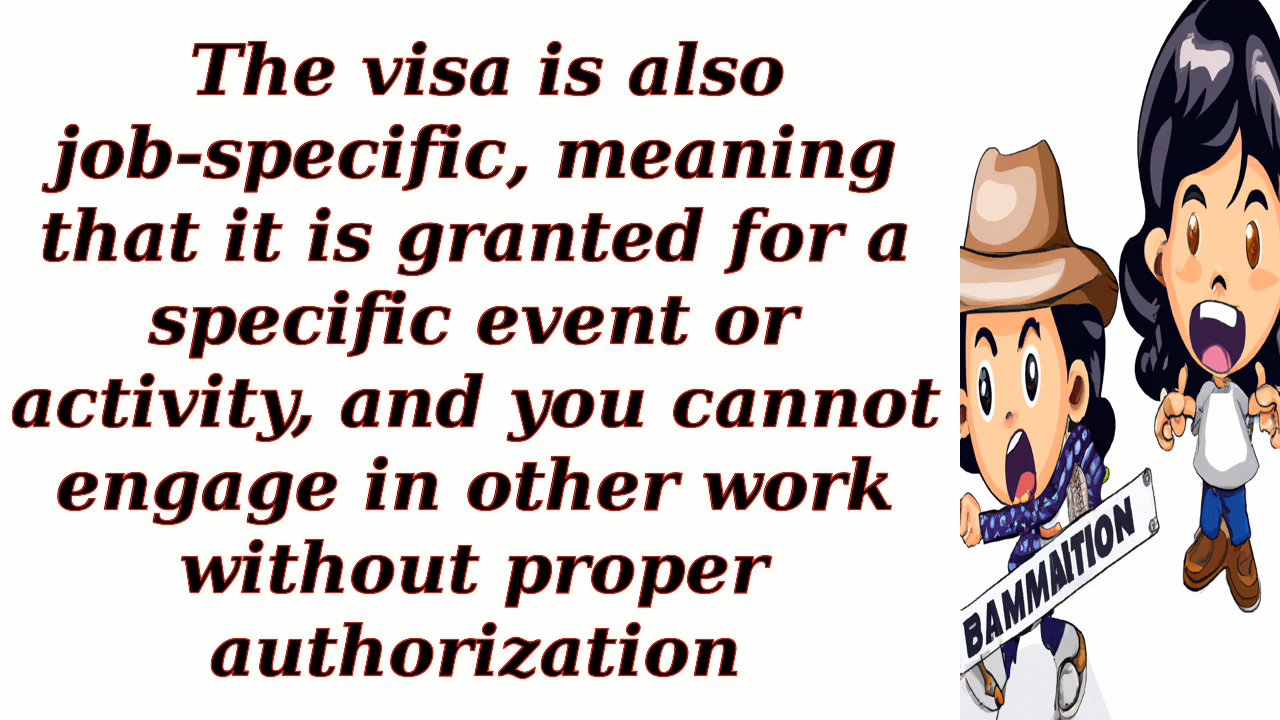 The visa is also
job-specific, meaning
that it is granted for a
specific event or
activity, and you cannot
engage in other work
without proper
authorization
BAMMAITION